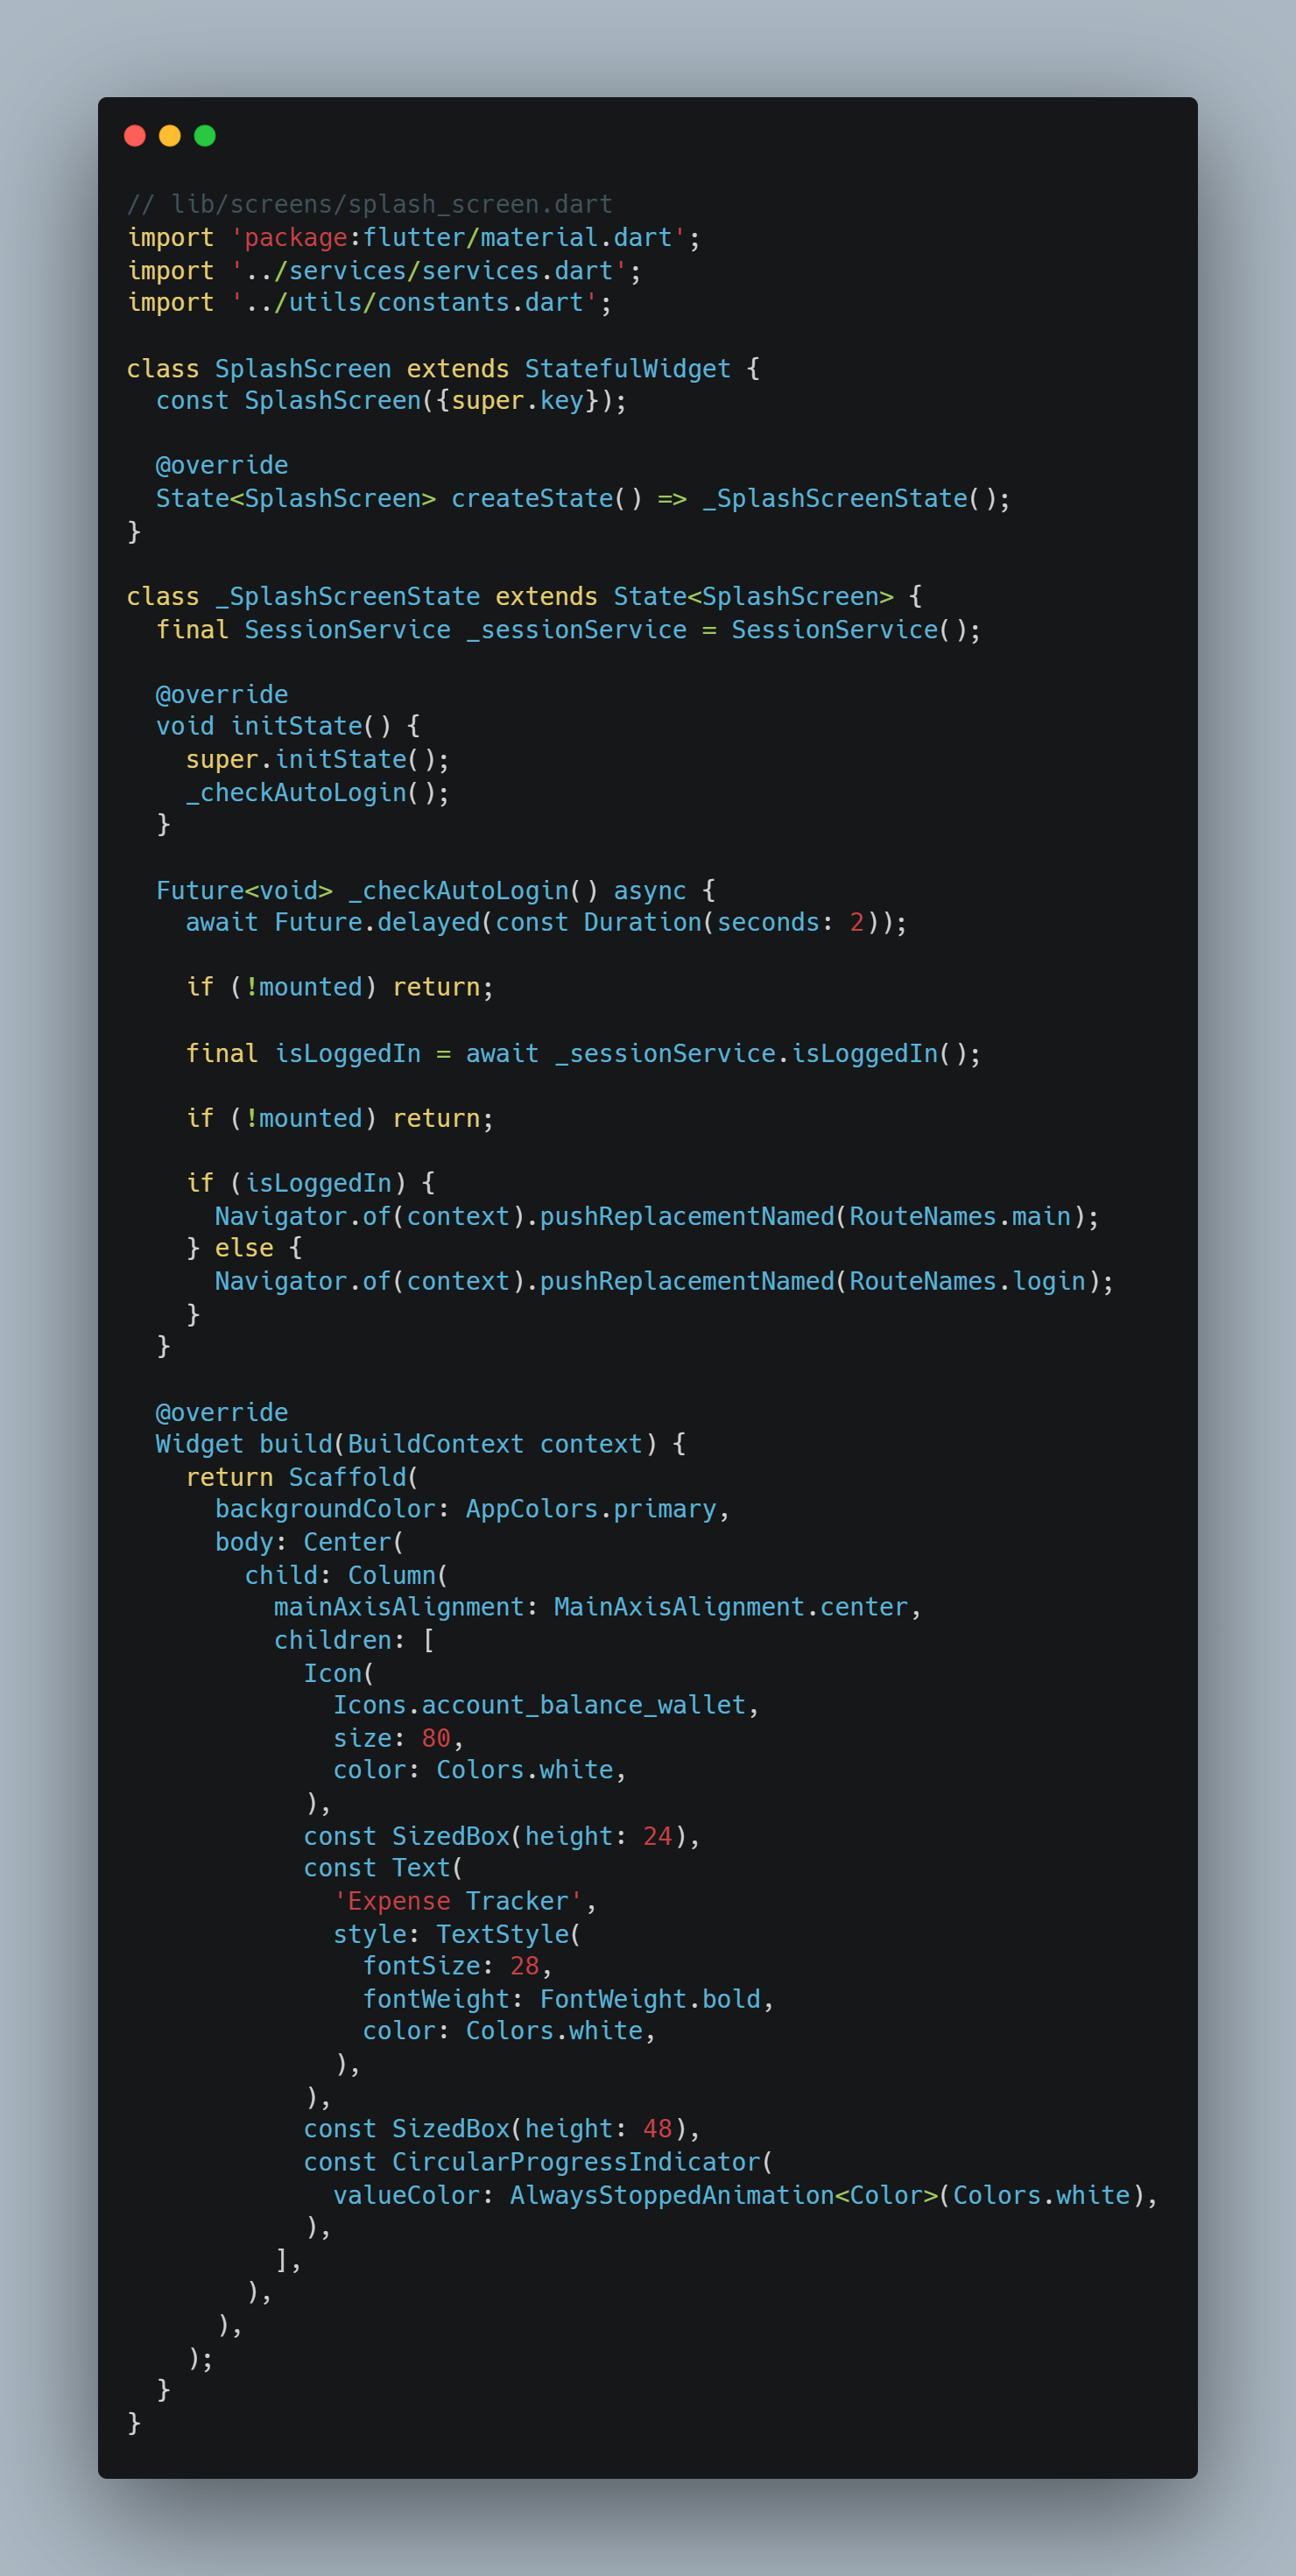 // lib/screens/splash_screen.dart
import 'package:flutter/material.dart';
import '../services/services.dart';
import '../utils/constants.dart';

class SplashScreen extends StatefulWidget {
  const SplashScreen({super.key});

  @override
  State<SplashScreen> createState() => _SplashScreenState();
}

class _SplashScreenState extends State<SplashScreen> {
  final SessionService _sessionService = SessionService();

  @override
  void initState() {
    super.initState();
    _checkAutoLogin();
  }

  Future<void> _checkAutoLogin() async {
    await Future.delayed(const Duration(seconds: 2));

    if (!mounted) return;

    final isLoggedIn = await _sessionService.isLoggedIn();

    if (!mounted) return;

    if (isLoggedIn) {
      Navigator.of(context).pushReplacementNamed(RouteNames.main);
    } else {
      Navigator.of(context).pushReplacementNamed(RouteNames.login);
    }
  }

  @override
  Widget build(BuildContext context) {
    return Scaffold(
      backgroundColor: AppColors.primary,
      body: Center(
        child: Column(
          mainAxisAlignment: MainAxisAlignment.center,
          children: [
            Icon(
              Icons.account_balance_wallet,
              size: 80,
              color: Colors.white,
            ),
            const SizedBox(height: 24),
            const Text(
              'Expense Tracker',
              style: TextStyle(
                fontSize: 28,
                fontWeight: FontWeight.bold,
                color: Colors.white,
              ),
            ),
            const SizedBox(height: 48),
            const CircularProgressIndicator(
              valueColor: AlwaysStoppedAnimation<Color>(Colors.white),
            ),
          ],
        ),
      ),
    );
  }
}